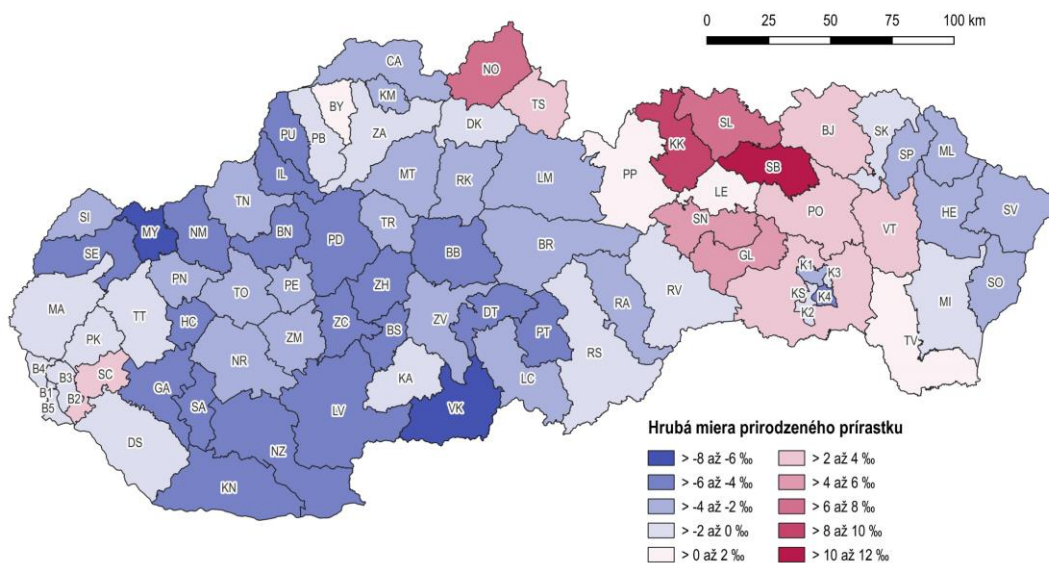 0 25 50 75 100 km
CA
NO
KM
BY
TS
PU
PB
ZA
DK
KK
SL
BJ
SK
SP
ML
IL
MT
RK
LM
PP
SB
LE
TN
SI
MY
NM
BN
PD
TR
SN
PO
VT
HE
SV
SE
BB
BR
GL
PN
TO
PE
ZH
K1
K3
KS
K4
K2
MI
SO
MA
TT
HC
ZC
BS
ZV
DT
PT
RA
RV
PK
NR
ZM
KA
LC
RS
TV
B4
B3
SC
B1
B2
B5
GA
SA
LV
VK
DS
NZ
KN
Hrubá miera prirodzeného prírastku
> -8 až -6 ‰
> -6 až -4 ‰
> -4 až -2 ‰
> -2 až 0 ‰
> 0 až 2 ‰
> 2 až 4 ‰
> 4 až 6 ‰
> 6 až 8 ‰
> 8 až 10 ‰
> 10 až 12 ‰